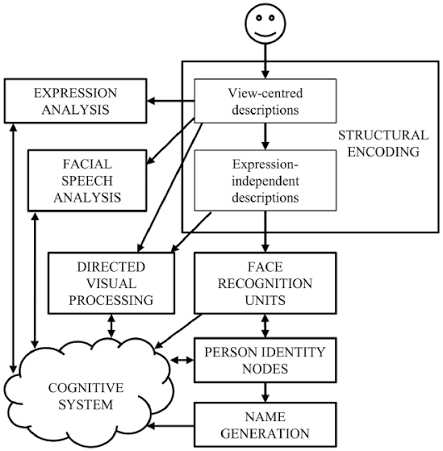 View-centred
descriptions
EXPRESSION
ANALYSIS
STRUCTURAL
ENCODING
Expression-
independent
descriptions
FACIAL
SPEECH
ANALYSIS
DIRECTED
VISUAL
PROCESSING
FACE
RECOGNITION
UNITS
PERSON IDENTITY
NODES
COGNITIVE
SYSTEM
NAME
GENERATION